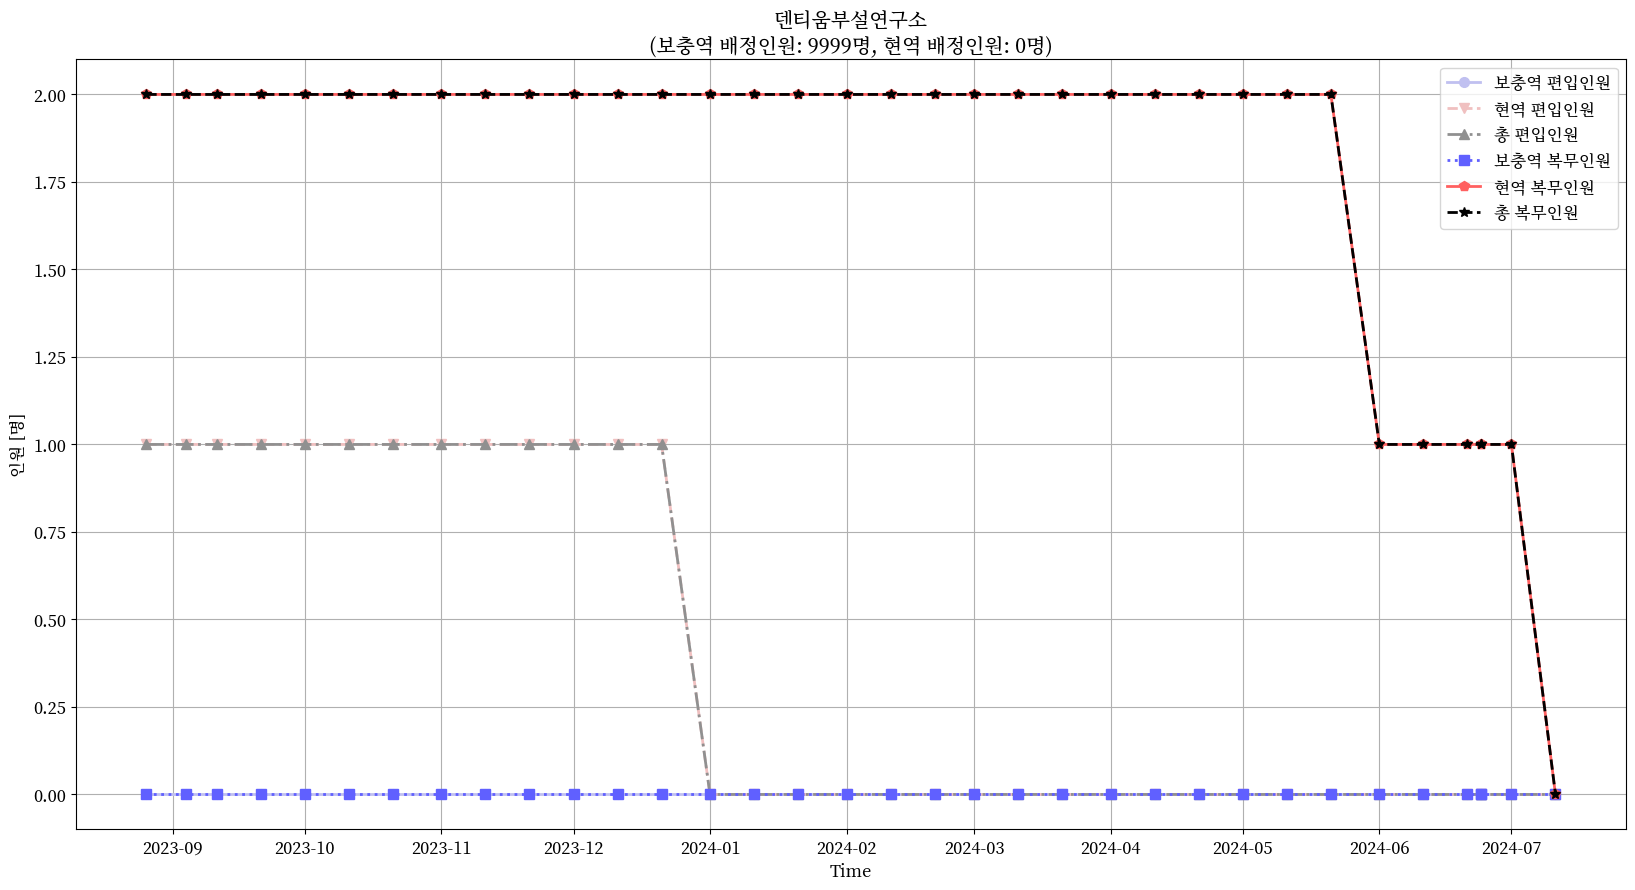 덴티움부설연구소
(보충역 배정인원: 9999명, 현역 배정인원: 0명)
보충역 편입인원
현역 편입인원
총 편입인원
보충역 복무인원
현역 복무인원
총 복무인원
인원 [명]
2.00
1.75
1.50
1.25
1.00
0.75
0.50
0.25
0.00
2023-09 2023-10 2023-11 2023-12 2024-01 2024-02 2024-03 2024-04 2024-05 2024-06 2024-07
Time